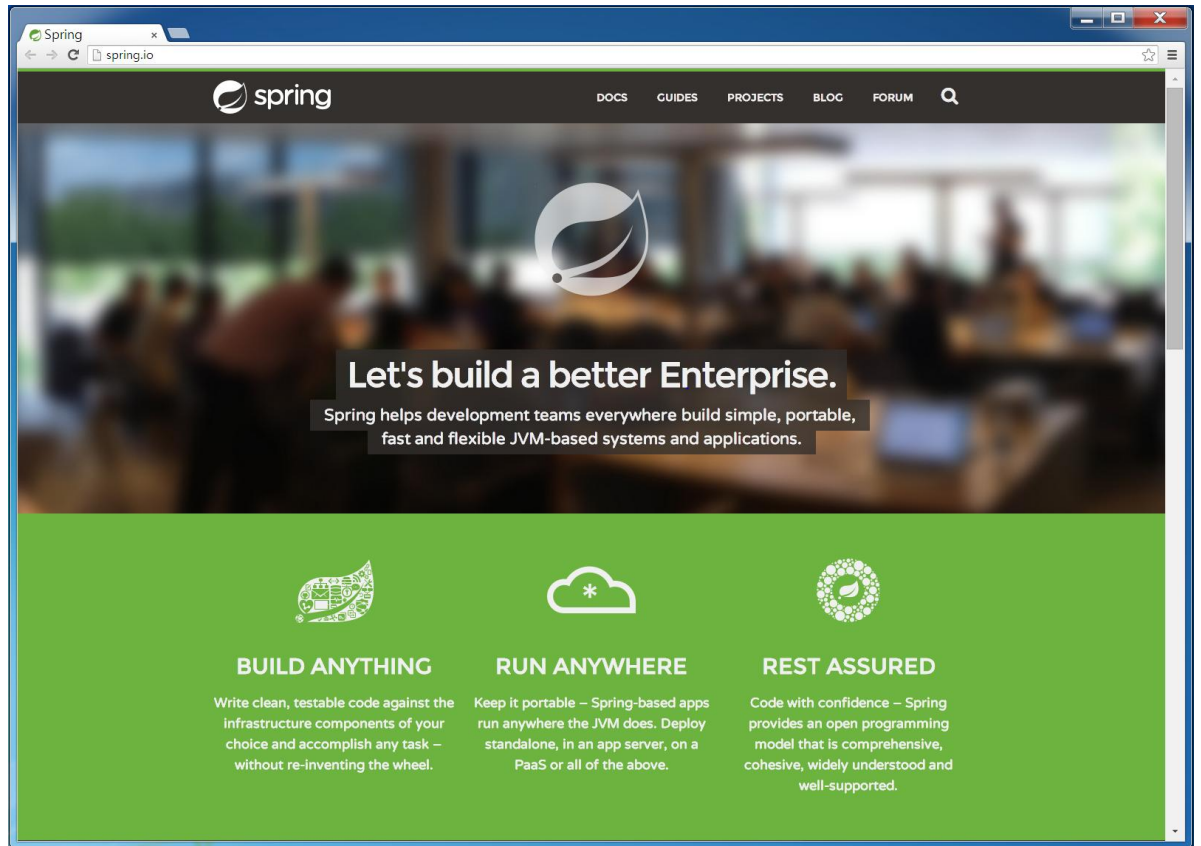 Spring
spring.io
spring
DOCS GUIDES PROJECTS BLOG FORUM
Let's build a better Enterprise.
Spring helps development teams everywhere build simple, portable,
fast and flexible JVM-based systems and applications.
BUILD ANYTHING
Write clean, testable code against the
infrastructure components of your
choice and accomplish any task –
without re-inventing the wheel.
RUN ANYWHERE
Keep it portable – Spring-based apps
run anywhere the JVM does. Deploy
standalone, in an app server, on a
PaaS or all of the above.
REST ASSURED
Code with confidence – Spring
provides an open programming
model that is comprehensive,
cohesive, widely understood and
well-supported.